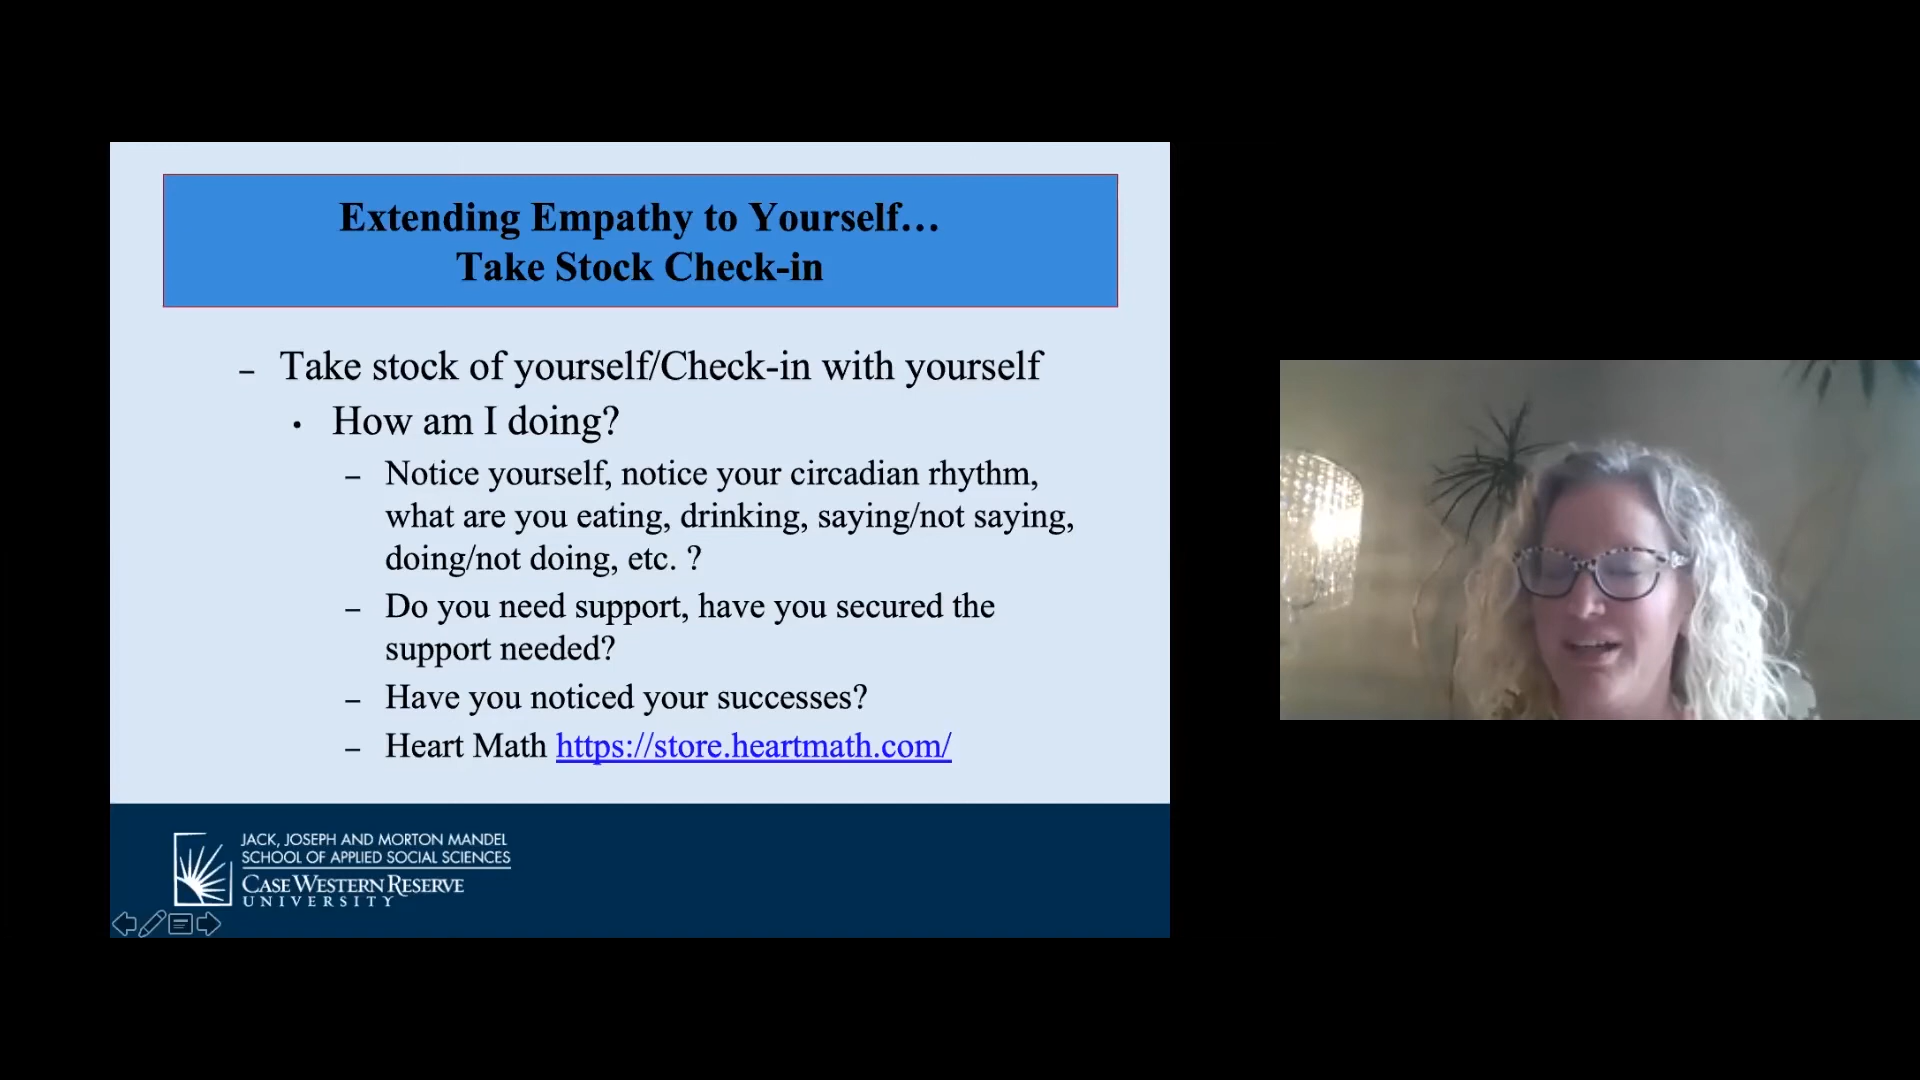 Extending Empathy to Yourself…
Take Stock Check-in
– Take stock of yourself/Check-in with yourself
• How am I doing?
– Notice yourself, notice your circadian rhythm,
what are you eating, drinking, saying/not saying,
doing/not doing, etc. ?
– Do you need support, have you secured the
support needed?
– Have you noticed your successes?
– Heart Math https://store.heartmath.com/
JACK, JOSEPH AND MORTON MANDEL
SCHOOL OF APPLIED SOCIAL SCIENCES
CASE WESTERN RESERVE
UNIVERSITY